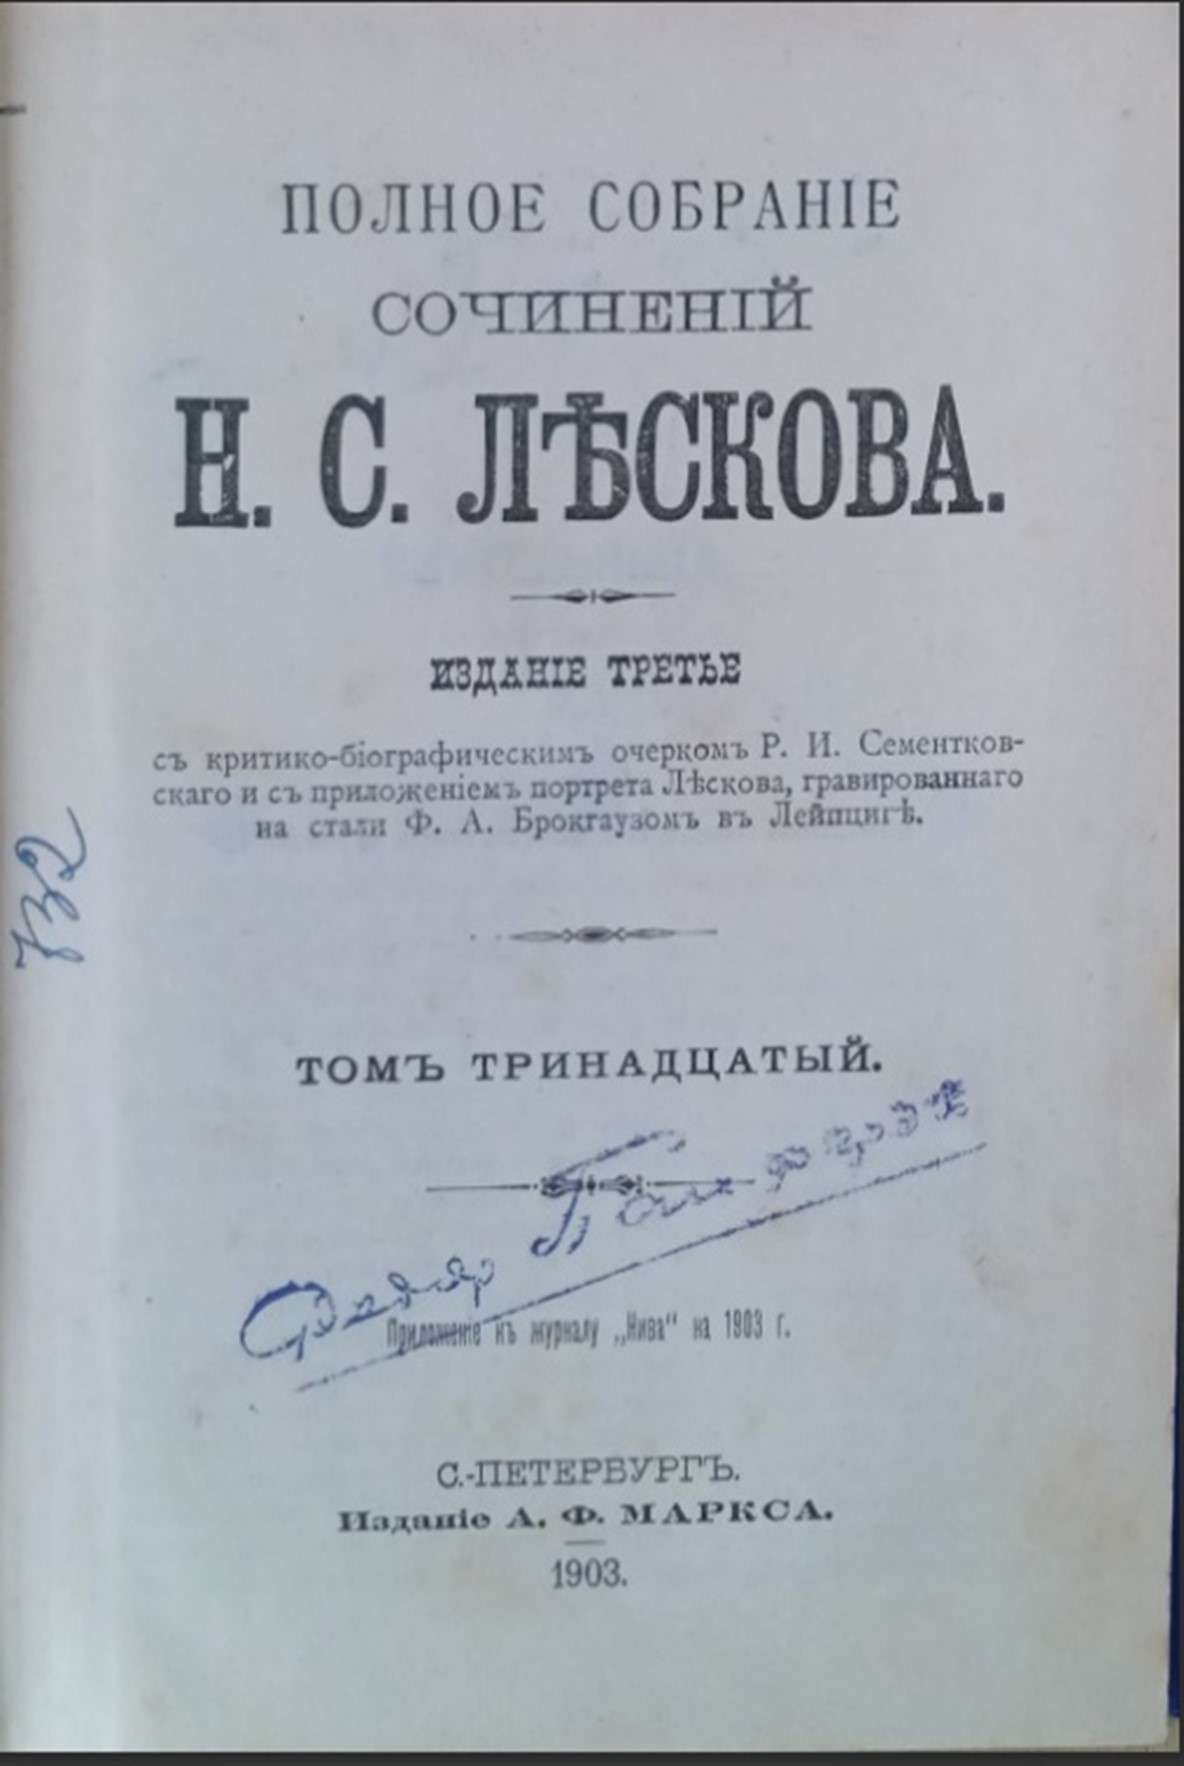 ПОЛНОЕ СОБРАНІЕ
СОЧИНЕНІЙ
Н. С. ЛѢСКОВА.
ИЗДАНІЕ ТРЕТЬЕ
съ критико-біографическимъ очеркомъ Р. И. Сементков-
скаго и съ приложеніемъ портрета Лѣскова, гравированнаго
на стали Ф. А. Брокгаузомъ въ Лейпцигѣ.
732
ТОМЪ ТРИНАДЦАТЫЙ.
Приложеніе къ журналу „Нива“ на 1903 г.
С.-ПЕТЕРБУРГЪ.
Изданіе А. Ф. МАРКСА.
1903.